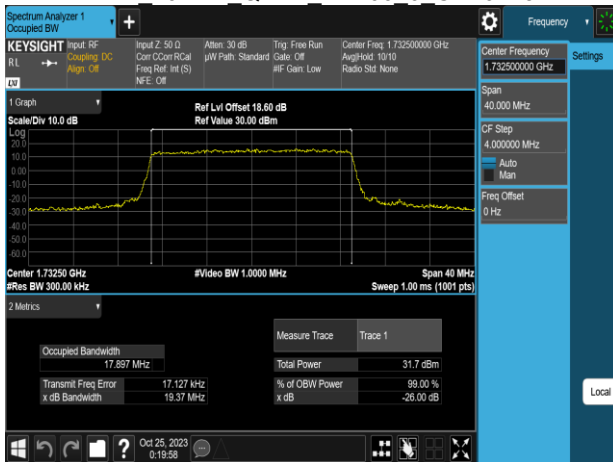 Spectrum Analyzer 1
Occupied BW
+
Frequency
KEYSIGHT
RL
LXI
Input: RF
Coupling: DC
Align: Off
Input Z: 50 Ω
Corr CCorr RCal
Freq Ref: Int (S)
NFE: Off
Atten: 30 dB
µW Path: Standard
Trig: Free Run
Gate: Off
#IF Gain: Low
Center Freq: 1.732500000 GHz
Avg|Hold: 10/10
Radio Std: None
Center Frequency
1.732500000 GHz
Settings
Span
40.000 MHz
CF Step
4.000000 MHz
Auto
Man
Freq Offset
0 Hz
Local
1 Graph
Scale/Div 10.0 dB
Ref Lvl Offset 18.60 dB
Ref Value 30.00 dBm
Log
20.0
10.0
0.00
-10.0
-20.0
-30.0
-40.0
-50.0
-60.0
Center 1.73250 GHz
#Res BW 300.00 kHz
#Video BW 1.0000 MHz
Span 40 MHz
Sweep 1.00 ms (1001 pts)
2 Metrics
Measure Trace
Trace 1
Occupied Bandwidth
17.897 MHz
Total Power
31.7 dBm
Transmit Freq Error
17.127 kHz
% of OBW Power
99.00 %
x dB Bandwidth
19.37 MHz
x dB
-26.00 dB
?
Oct 25, 2023
0:19:58